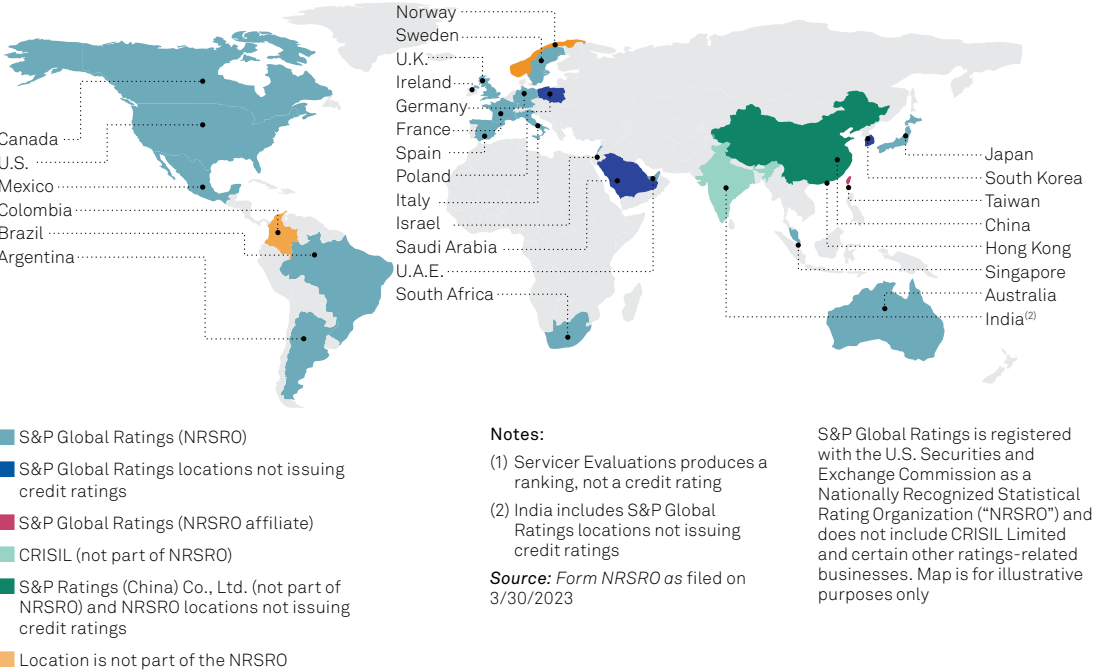 Norway
Sweden
U.K.
Ireland
Germany
France
Spain
Poland
Italy
Israel
Saudi Arabia
U.A.E.
South Africa
Canada
U.S.
Mexico
Colombia
Brazil
Argentina
Japan
South Korea
Taiwan
China
Hong Kong
Singapore
Australia
India(2)
S&P Global Ratings (NRSRO)
S&P Global Ratings locations not issuing
credit ratings
S&P Global Ratings (NRSRO affiliate)
CRISIL (not part of NRSRO)
S&P Ratings (China) Co., Ltd. (not part of
NRSRO) and NRSRO locations not issuing
credit ratings
Location is not part of the NRSRO
Notes:
(1) Servicer Evaluations produces a
ranking, not a credit rating
(2) India includes S&P Global
Ratings locations not issuing
credit ratings
Source: Form NRSRO as filed on
3/30/2023
S&P Global Ratings is registered
with the U.S. Securities and
Exchange Commission as a
Nationally Recognized Statistical
Rating Organization (“NRSRO”) and
does not include CRISIL Limited
and certain other ratings-related
businesses. Map is for illustrative
purposes only